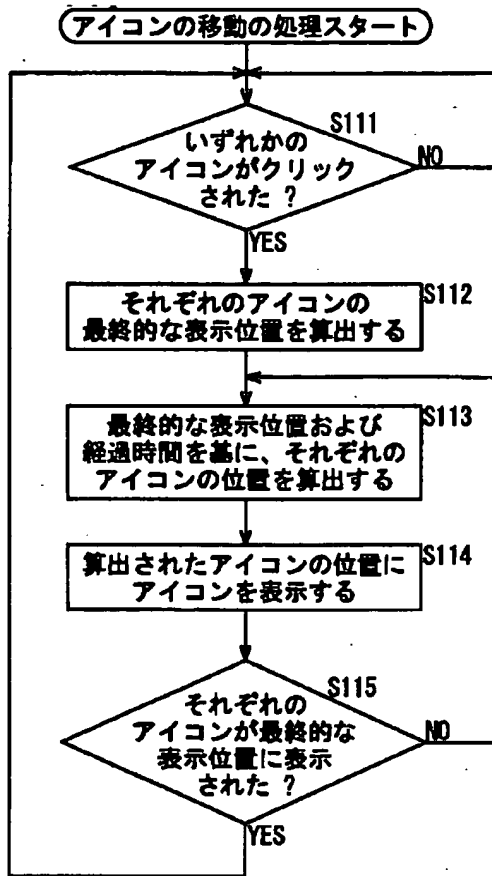 アイコンの移動の処理スタート
S111
いずれかの
アイコンがクリック
された ?
NO
YES
S112
それぞれのアイコンの
最終的な表示位置を算出する
S113
最終的な表示位置および
経過時間を基に、それぞれの
アイコンの位置を算出する
S114
算出されたアイコンの位置に
アイコンを表示する
S115
それぞれの
アイコンが最終的な
表示位置に表示
された ?
NO
YES